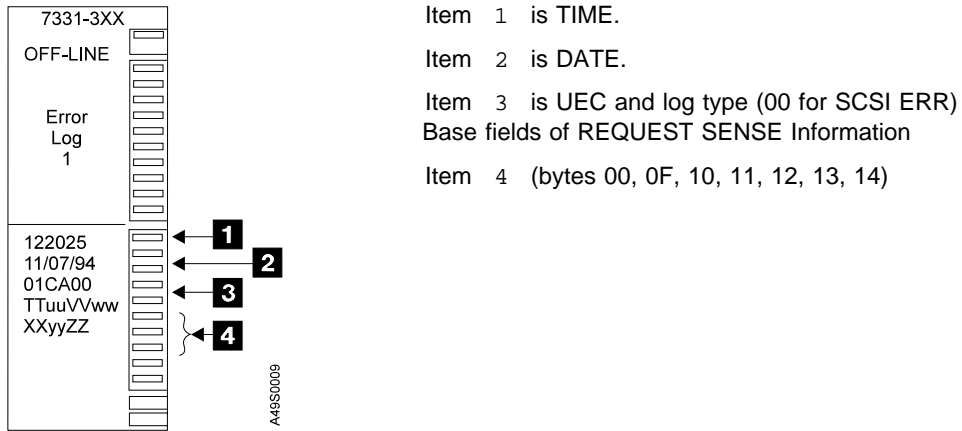 7331-3XX
OFF-LINE
Error
Log
1
122025
11/07/94
01CA00
TTuuVVww
XXyyZZ
1
2
3
4
A49S0009
Item 1 is TIME.
Item 2 is DATE.
Item 3 is UEC and log type (00 for SCSI ERR)
Base fields of REQUEST SENSE Information
Item 4 (bytes 00, 0F, 10, 11, 12, 13, 14)